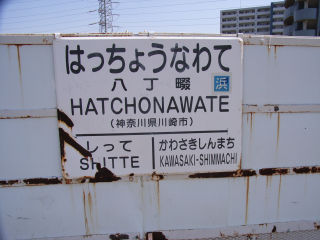 はっちょうなわて
八丁畷 浜
HATCHONAWATE
(神奈川県川崎市)
しって かわさきしんまち
SHITTE KAWASAKI-SHIMMACHI